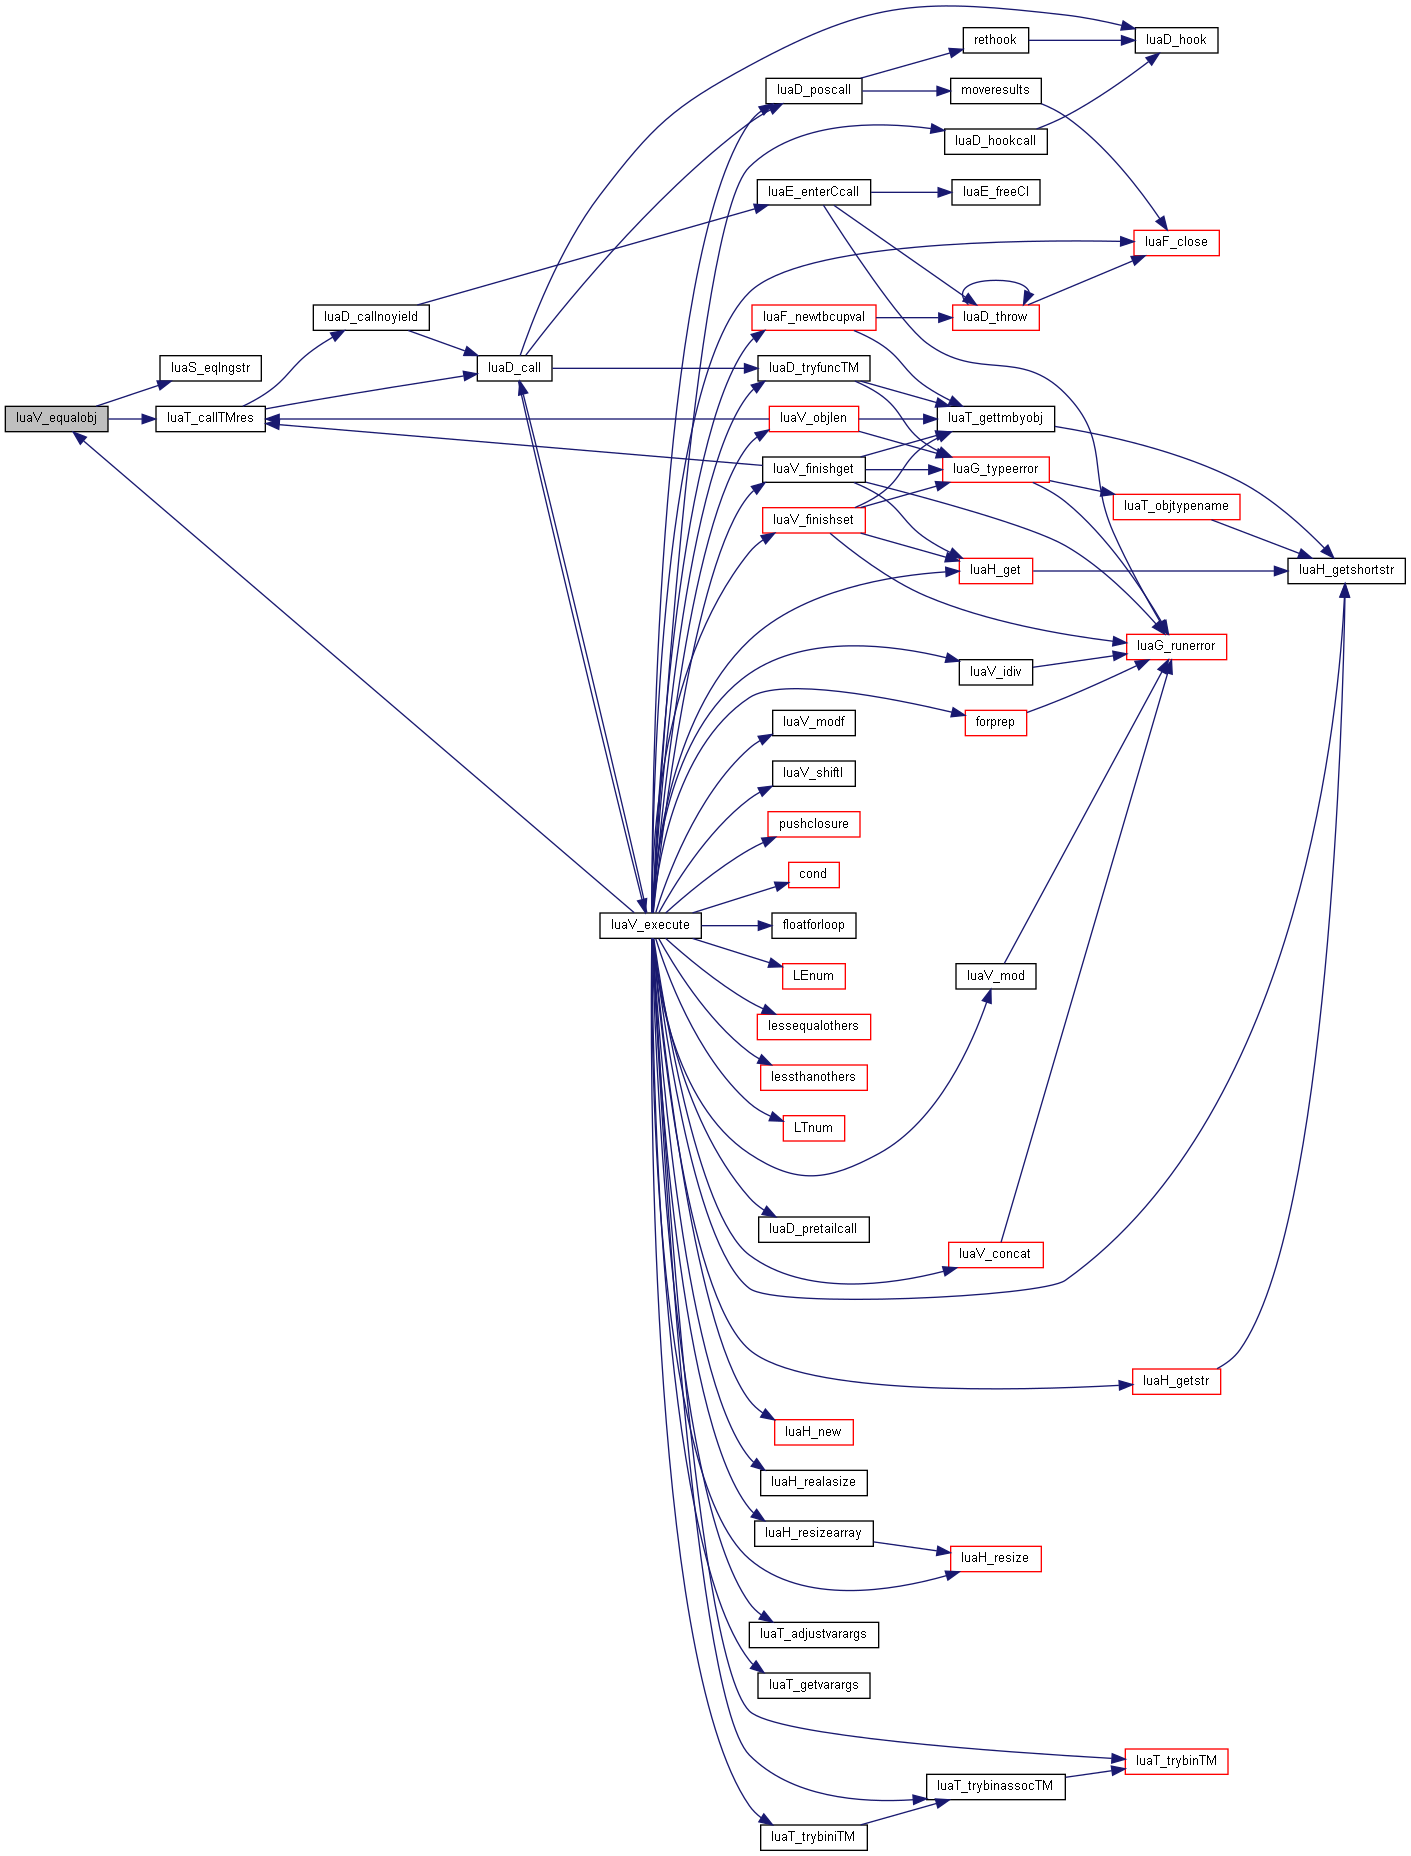 rethook
luaD_hook
luaD_poscall
moveresults
luaD_hookcall
luaE_enterCcall
luaE_freeCI
luaF_close
luaD_callnoyield
luaF_newtbcupval
luaD_throw
luaS_eqlngstr
luaD_call
luaD_tryfuncTM
luaV_equalobj
luaT_callTMres
luaV_objlen
luaT_gettmbyobj
luaV_finishget
luaG_typeerror
luaT_objtypename
luaV_finishset
luaH_get
luaH_getshortstr
luaG_runerror
luaV_idiv
forprep
luaV_modf
luaV_shiftl
pushclosure
cond
luaV_execute
floatforloop
LEnum
luaV_mod
lessequalothers
lessthanothers
LTnum
luaD_pretailcall
luaV_concat
luaH_getstr
luaH_new
luaH_realasize
luaH_resizearray
luaH_resize
luaT_adjustvarargs
luaT_getvarargs
luaT_trybinTM
luaT_trybinassocTM
luaT_trybiniTM